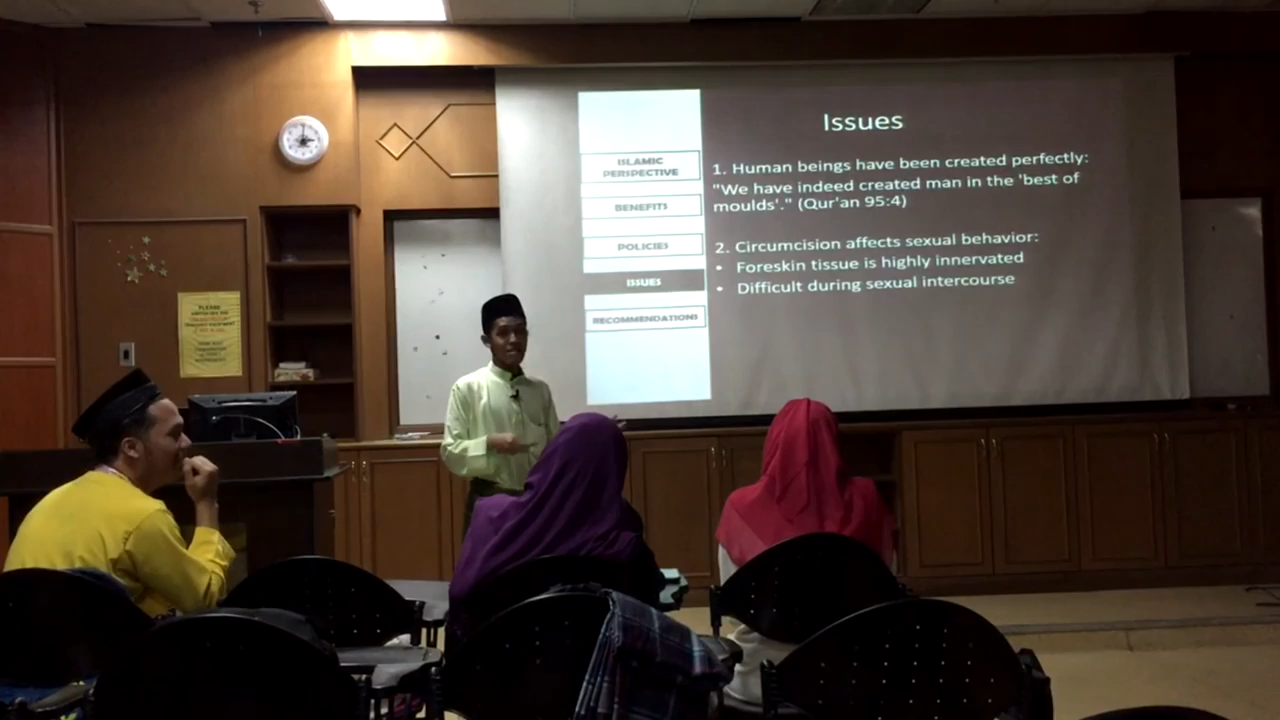 Issues
ISLAMIC
PERSPECTIVE
BENEFITS
POLICIES
ISSUES
RECOMMENDATIONS
1. Human beings have been created perfectly:
"We have indeed created man in the 'best of
moulds'." (Qur'an 95:4)
2. Circumcision affects sexual behavior:
• Foreskin tissue is highly innervated
• Difficult during sexual intercourse
PLEASE